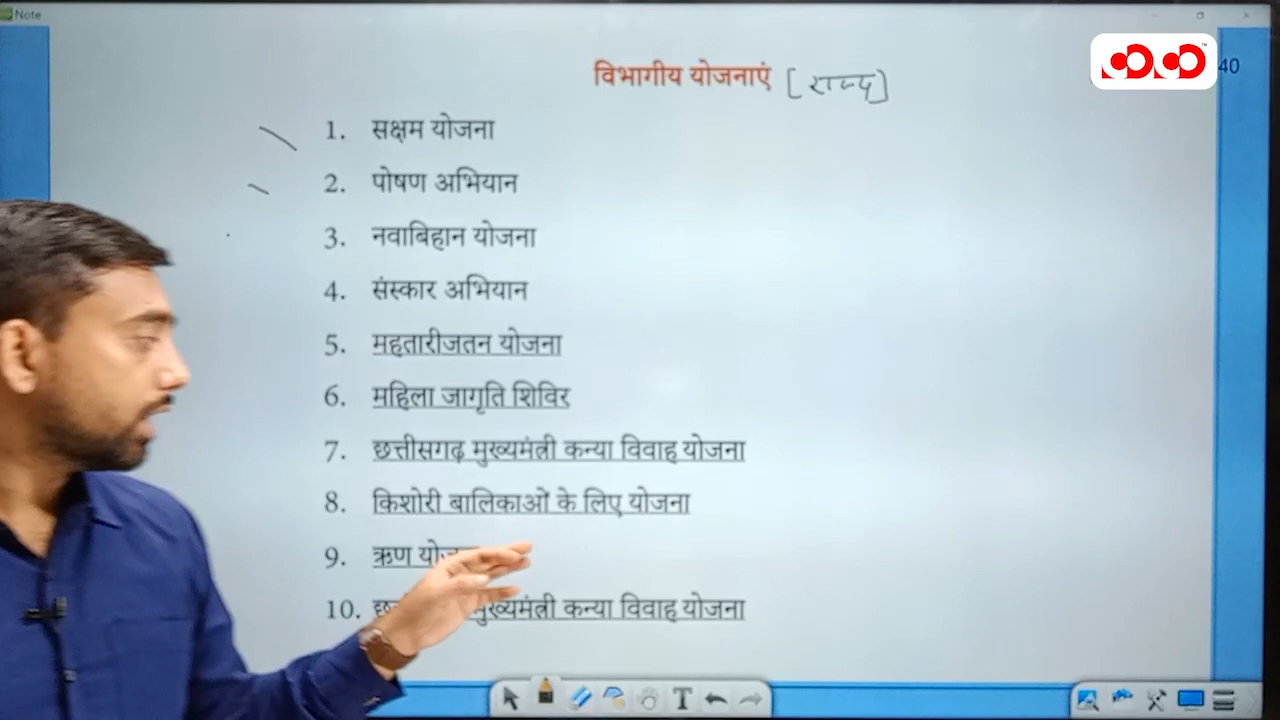 Note
40
विभागीय योजनाएं [राज्य]
1. सक्षम योजना
2. पोषण अभियान
3. नवाबिहान योजना
4. संस्कार अभियान
5. महतारीजतन योजना
6. महिला जागृति शिविर
7. छत्तीसगढ़ मुख्यमंत्री कन्या विवाह योजना
8. किशोरी बालिकाओं के लिए योजना
9. ऋण
10. मुख्यमंत्री कन्या विवाह योजना